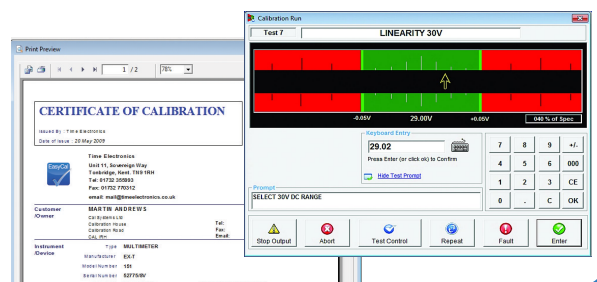 Calibration Run
Test 7
LINEARITY 30V
-0.05V
29.00V
+0.05V
040 % of Spec
Keyboard Entry
29.02
Press Enter (or click ok) to Confirm
Hide Test Prompt
7 8 9 +/-
4 5 6 000
1 2 3 CE
0 . C OK
Prompt
SELECT 30V DC RANGE
Stop Output
Abort
Test Control
Repeat
Fault
Enter
Print Preview
1 / 2
78%
CERTIFICATE OF CALIBRATION
Issued By : Time Electronics
Date of Issue : 20 May 2009
EasyCal
Time Electronics
Unit 11, Sovereign Way
Tonbridge, Kent. TN9 1RH
Tel: 01732 355993
Fax: 01732 770312
email: mail@timeelectronics.co.uk
Customer
/Owner
MARTIN ANDREWS
Cal Systems Ltd
Calibration House
Calibration Road
CAL IRH
Tel:
Fax:
Email:
Instrument
/Device
Type MULTIMETER
Manufacturer EX-T
Model Number 151
Serial Number 52775/8V